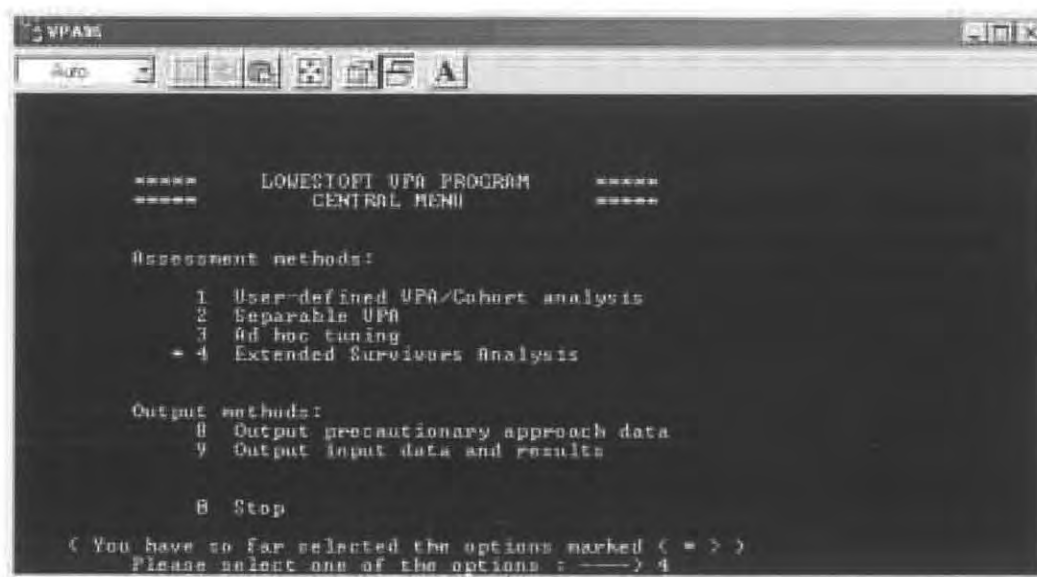 VPA95
Auto A
===== LOWESTOFT VPA PROGRAM =====
===== CENTRAL MENU =====
Assessment methods:
1 User-defined VPA/Cohort analysis
2 Separable VPA
3 Ad hoc tuning
* 4 Extended Survivors Analysis
Output methods:
8 Output precautionary approach data
9 Output input data and results
0 Stop
( You have so far selected the options marked ( * ) )
Please select one of the options : ----> 4